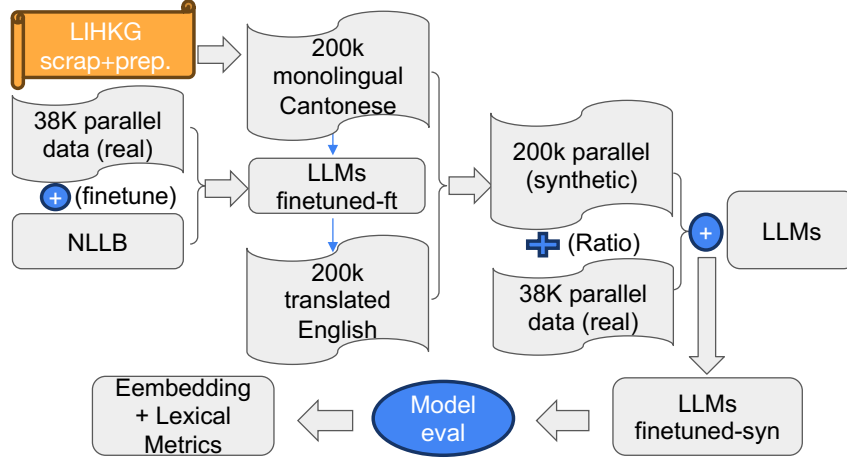 LIHKG
scrap+prep.
200k
monolingual
Cantonese
38K parallel
data (real)
+ (finetune)
NLLB
LLMs
finetuned-ft
200k
translated
English
200k parallel
(synthetic)
(Ratio)
38K parallel
data (real)
+
LLMs
LLMs
finetuned-syn
Model
eval
Eembedding
+ Lexical
Metrics